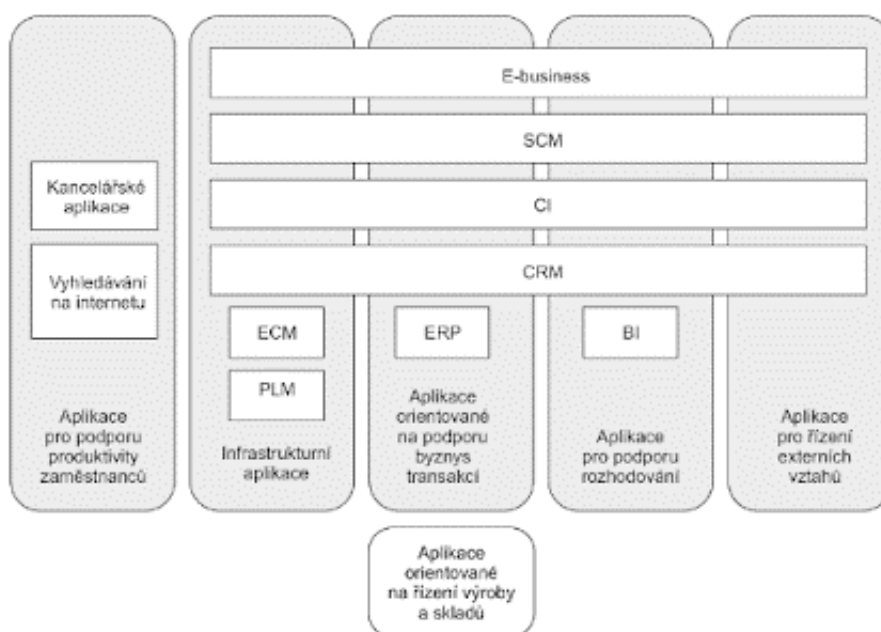 E-business
SCM
CI
CRM
Kancelářské
aplikace
Vyhledávání
na internetu
ECM
PLM
ERP
BI
Aplikace
pro podporu
produktivity
zaměstnanců
Infrastrukturní
aplikace
Aplikace
orientované
na podporu
byznys
transakcí
Aplikace
pro podporu
rozhodování
Aplikace
pro řízení
externích
vztahů
Aplikace
orientované
na řízení výroby
a skladů